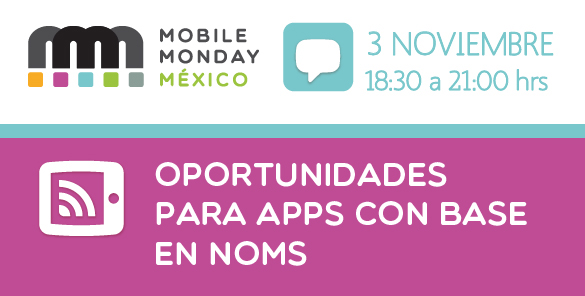 MOBILE
MONDAY
MÉXICO
3 NOVIEMBRE
18:30 a 21:00 hrs
OPORTUNIDADES
PARA APPS CON BASE
EN NOMS